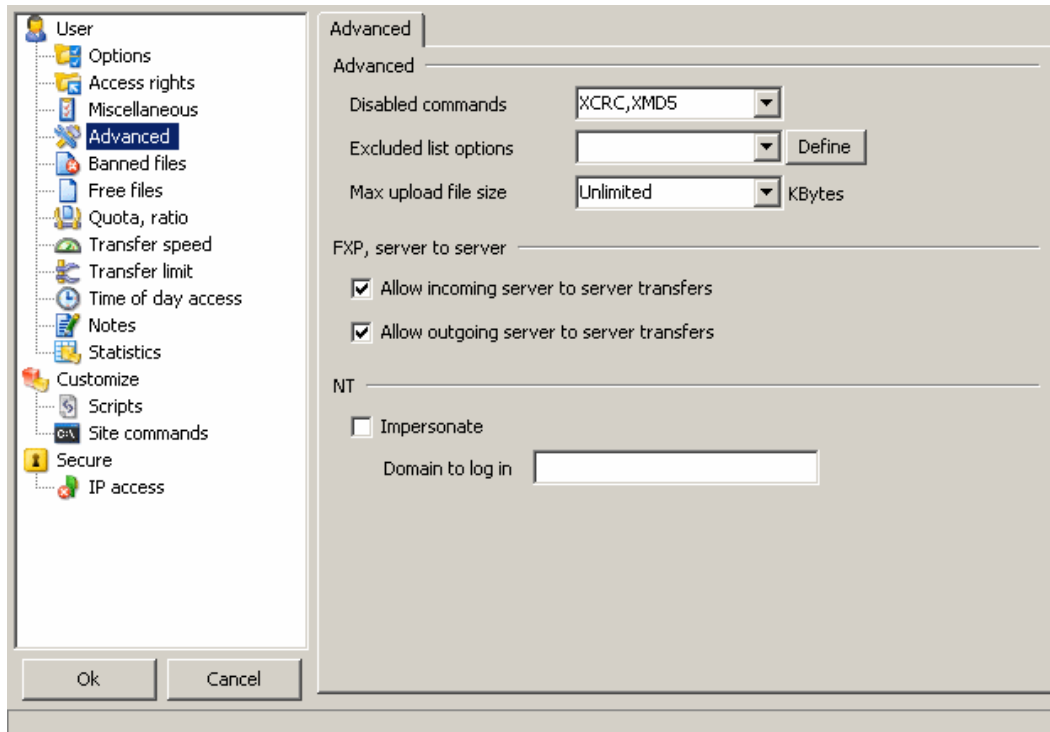 User
Options
Access rights
Miscellaneous
Advanced
Banned files
Free files
Quota, ratio
Transfer speed
Transfer limit
Time of day access
Notes
Statistics
Customize
Scripts
Site commands
Secure
IP access
Ok Cancel
Advanced
Advanced
Disabled commands XCRC,XMD5
Excluded list options Define
Max upload file size Unlimited KBytes
FXP, server to server
Allow incoming server to server transfers
Allow outgoing server to server transfers
NT
Impersonate
Domain to log in